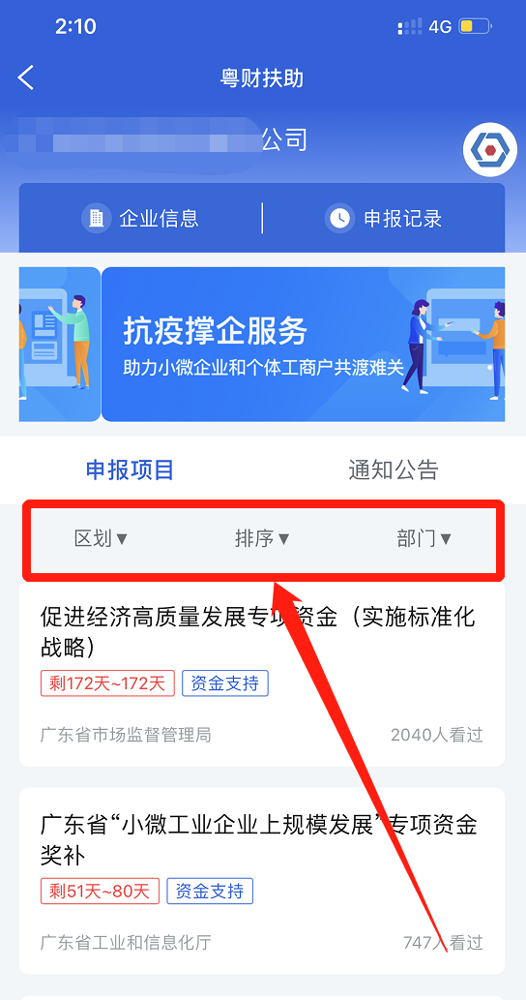 2:10
4G
粤财扶助
公司
企业信息
申报记录
抗疫撑企服务
助力小微企业和个体工商户共渡难关
申报项目
通知公告
区划▼
排序▼
部门▼
促进经济高质量发展专项资金（实施标准化
战略）
剩172天~172天
资金支持
广东省市场监督管理局
2040人看过
广东省“小微工业企业上规模发展”专项资金
奖补
剩51天~80天
资金支持
广东省工业和信息化厅
747人看过